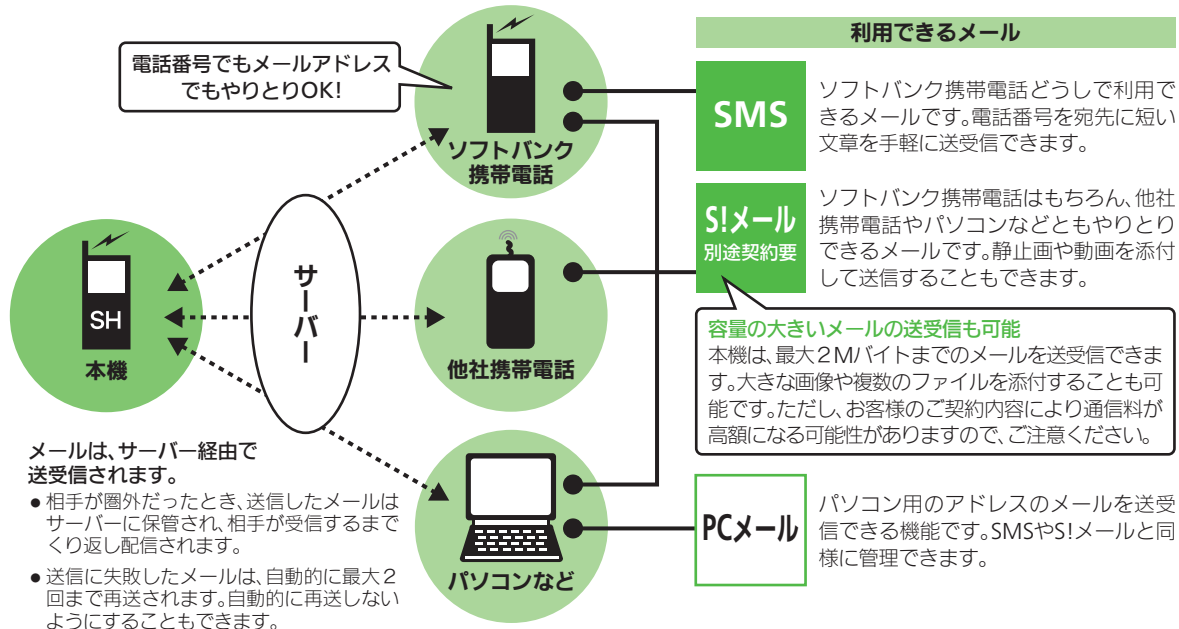 電話番号でもメールアドレス
でもやりとりOK!
ソフトバンク
携帯電話
サーバー
SH
本機
他社携帯電話
パソコンなど
メールは、サーバー経由で
送受信されます。
●相手が圏外だったとき、送信したメールは
サーバーに保管され、相手が受信するまで
くり返し配信されます。
●送信に失敗したメールは、自動的に最大2
回まで再送されます。自動的に再送しない
ようにすることもできます。
利用できるメール
SMS
ソフトバンク携帯電話どうしで利用で
きるメールです。電話番号を宛先に短い
文章を手軽に送受信できます。
S!メール
別途契約要
ソフトバンク携帯電話はもちろん、他社
携帯電話やパソコンなどともやりとり
できるメールです。静止画や動画を添付
して送信することもできます。
容量の大きいメールの送受信も可能
本機は、最大2Mバイトまでのメールを送受信できま
す。大きな画像や複数のファイルを添付することも可
能です。ただし、お客様のご契約内容により通信料が
高額になる可能性がありますので、ご注意ください。
PCメール
パソコン用のアドレスのメールを送受
信できる機能です。SMSやS!メールと同
様に管理できます。